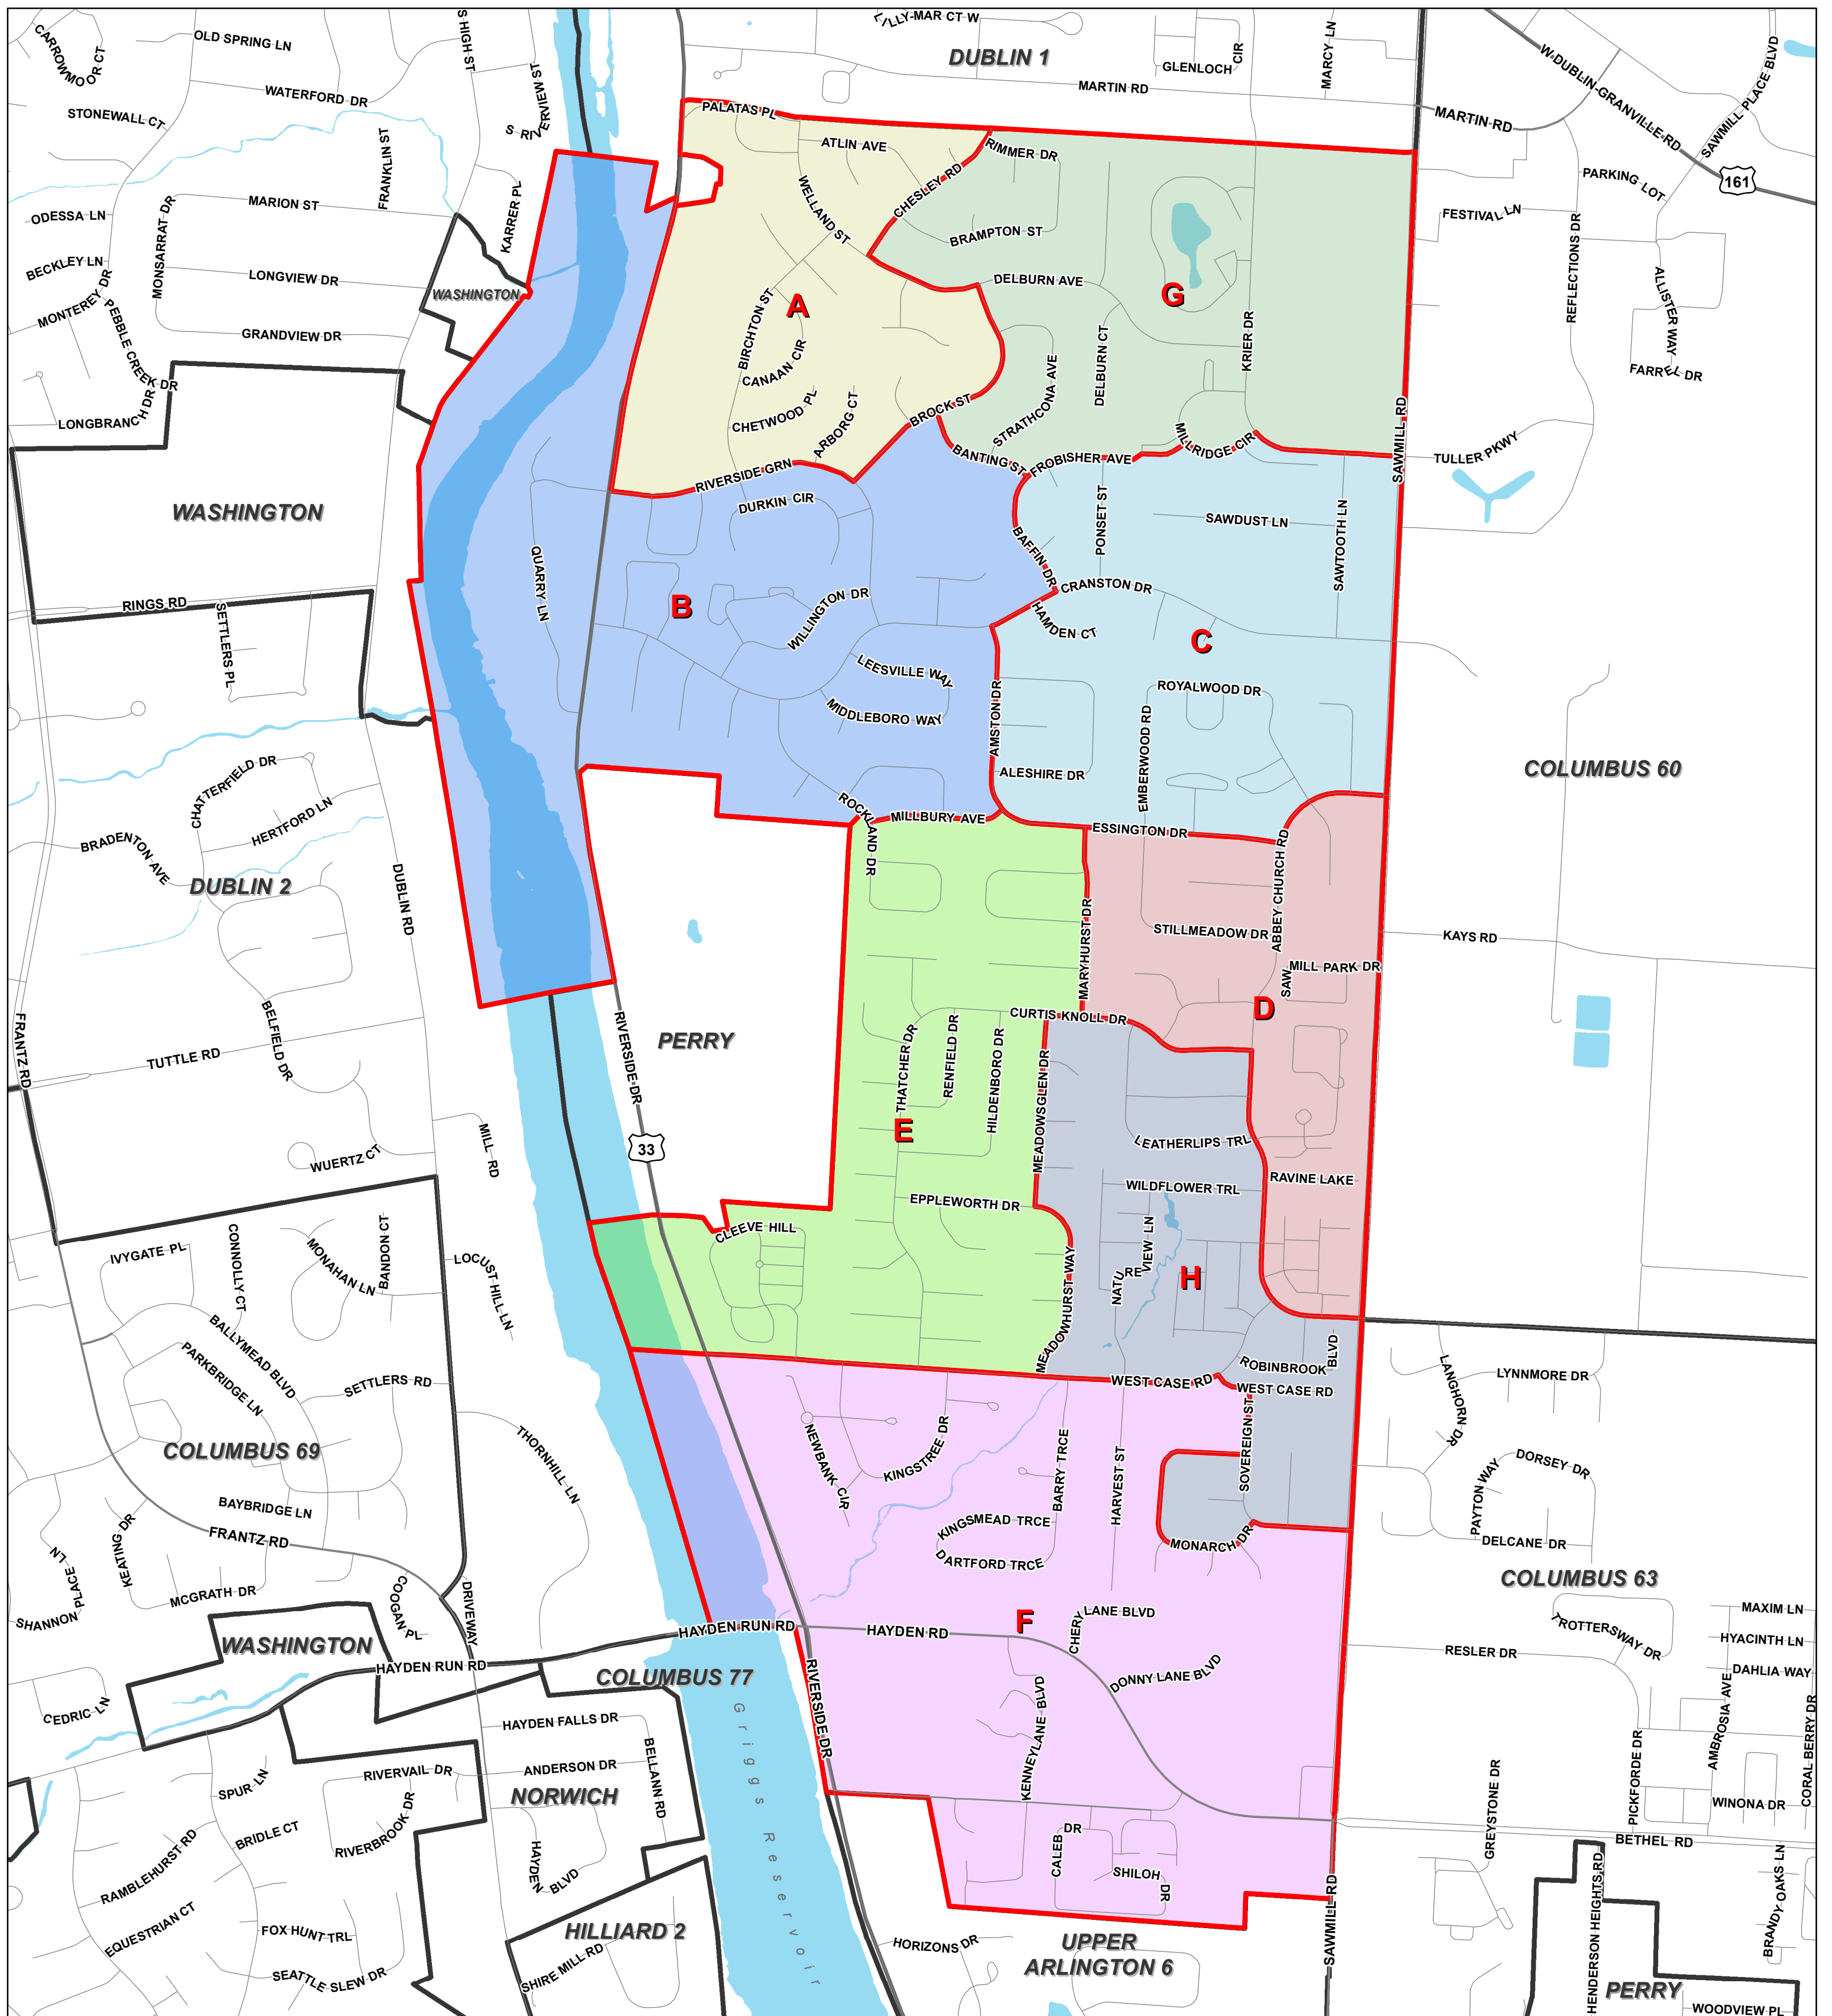 LILLY-MAR CT W
CARROWMOOR CT
OLD SPRING LN
S HIGH ST
DUBLIN 1
GLENLOCH CIR
MARCY LN
W DUBLIN-GRANVILLE RD
SAWMILL PLACE BLVD
S RIVERVIEW ST
WATERFORD DR
MARTIN RD
STONEWALL CT
PALATAS PL
MARTIN RD
ATLIN AVE
RIMMER DR
FRANKLIN ST
KARRER PL
WELLAND ST
CHESLEY RD
PARKING LOT
161
MARION ST
ODESSA LN
MONSARRAT DR
FESTIVAL LN
BRAMPTON ST
REFLECTIONS DR
BECKLEY LN
LONGVIEW DR
WASHINGTON
DELBURN AVE
G
A
ALLISTER WAY
MONTEREY DR
PEBBLE CREEK DR
GRANDVIEW DR
BIRCHTON ST
CANAAN CIR
STRATHCONA AVE
DELBURN CT
KRIER DR
FARRELL DR
LONGBRANCH DR
CHETWOOD PL
ARBORG CT
BROCK ST
BANTING ST
FROBISHER AVE
MILLRIDGE CIR
SAWMILL RD
TULLER PKWY
RIVERSIDE GRN
WASHINGTON
DURKIN CIR
PONSET ST
SAWDUST LN
SAWTOOTH LN
QUARRY LN
BAFFIN DR
CRANSTON DR
RINGS RD
SETTLERS PL
B
WILLINGTON DR
HAMDEN CT
C
LEESVILLE WAY
MIDDLEBORO WAY
AMSTON DR
ROYALWOOD DR
EMBERWOOD RD
COLUMBUS 60
CHATTERFIELD DR
ALESHIRE DR
HERTFORD LN
ROCKLAND DR
MILLBURY AVE
ESSINGTON DR
BRADENTON AVE
DUBLIN 2
DUBLIN RD
MARYHURST DR
STILLMEADOW DR
ABBEY CHURCH RD
KAYS RD
SAW MILL PARK DR
D
FRANTZ RD
BELFIELD DR
TUTTLE RD
RIVERSIDE DR
PERRY
CURTIS KNOLL DR
THATCHER DR
RENFIELD DR
HILDENBORO DR
MEADOWSGLEN DR
E
MILL RD
33
LEATHERLIPS TRL
WUERTZ CT
RAVINE LAKE
WILDFLOWER TRL
EPPLEWORTH DR
CLEEVE HILL
NATURE VIEW LN
H
IVYGATE PL
CONNOLLY CT
MONAHAN LN
BANDON CT
LOCUST HILL LN
MEADOWHURST WAY
BALLYMEAD BLVD
PARKBRIDGE LN
SETTLERS RD
ROBINBROOK BLVD
WEST CASE RD
WEST CASE RD
LANGHORN DR
LYNNMORE DR
COLUMBUS 69
THORNHILL LN
NEWBANK CIR
KINGSTREE DR
BARRY TRCE
HARVEST ST
SOVEREIGN ST
DORSEY DR
PAYTON WAY
BAYBRIDGE LN
FRANTZ RD
KEATING DR
PLACE LN
KINGSMEAD TRCE
DARTFORD TRCE
MONARCH DR
DELCANE DR
COLUMBUS 63
MCGRATH DR
COOGAN PL
DRIVEWAY
SHANNON
F
CHERY LANE BLVD
HAYDEN RUN RD
HAYDEN RD
TROTTERSWAY DR
MAXIM LN
WASHINGTON
HAYDEN RUN RD
COLUMBUS 77
RIVERSIDE DR
DONNY LANE BLVD
RESLER DR
HYACINTH LN
DAHLIA WAY
CEDRIC LN
KENNEYLANE BLVD
AMBROSIA AVE
CORAL BERRY DR
HAYDEN FALLS DR
BELLANN RD
Griggs Reservoir
SPUR LN
RIVERVAIL DR
ANDERSON DR
NORWICH
GREYSTONE DR
PICKFORDE DR
WINONA DR
BRIDLE CT
RIVERBROOK DR
BETHEL RD
RAMBLEHURST RD
HAYDEN BLVD
CALEB DR
SHILOH DR
SAWMILL RD
HENDERSON HEIGHTS RD
BRANDY OAKS LN
EQUESTRIAN CT
FOX HUNT TRL
HILLIARD 2
HORIZONS DR
UPPER
ARLINGTON 6
SEATTLE SLEW DR
SHIRE MILL RD
PERRY
WOODVIEW PL